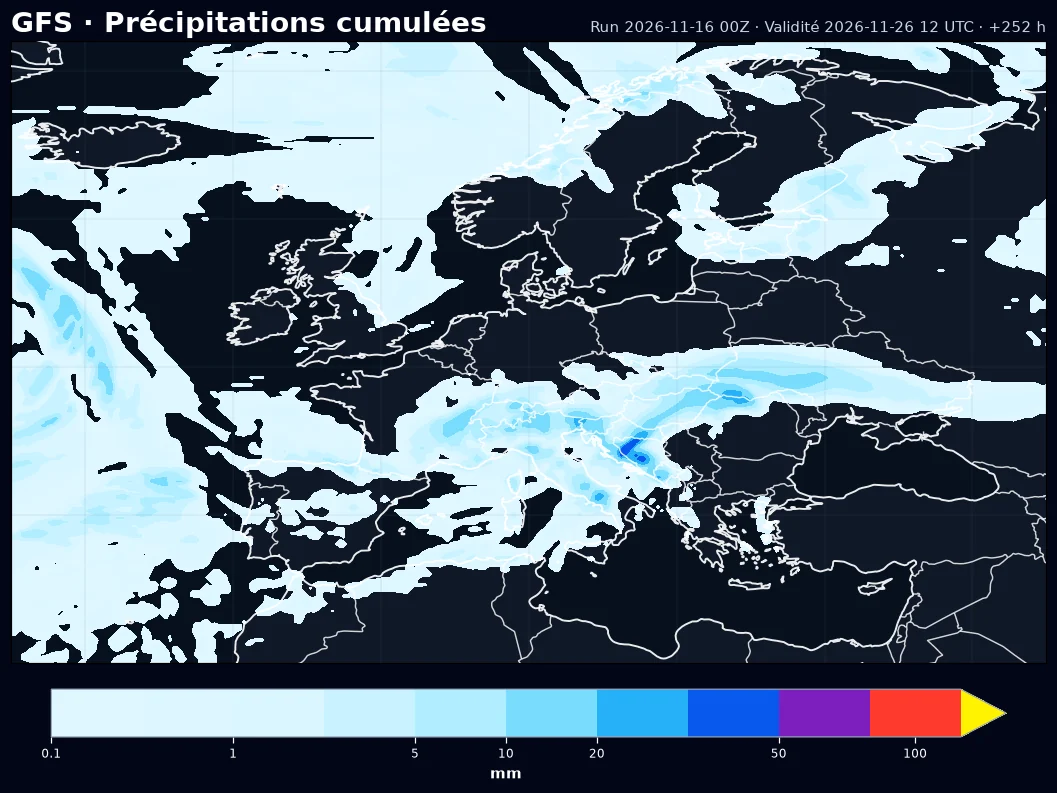 GFS · Précipitations cumulées
Run 2026-11-16 00Z · Validité 2026-11-26 12 UTC · +252 h
0.1 1 5 10 20 50 100
mm